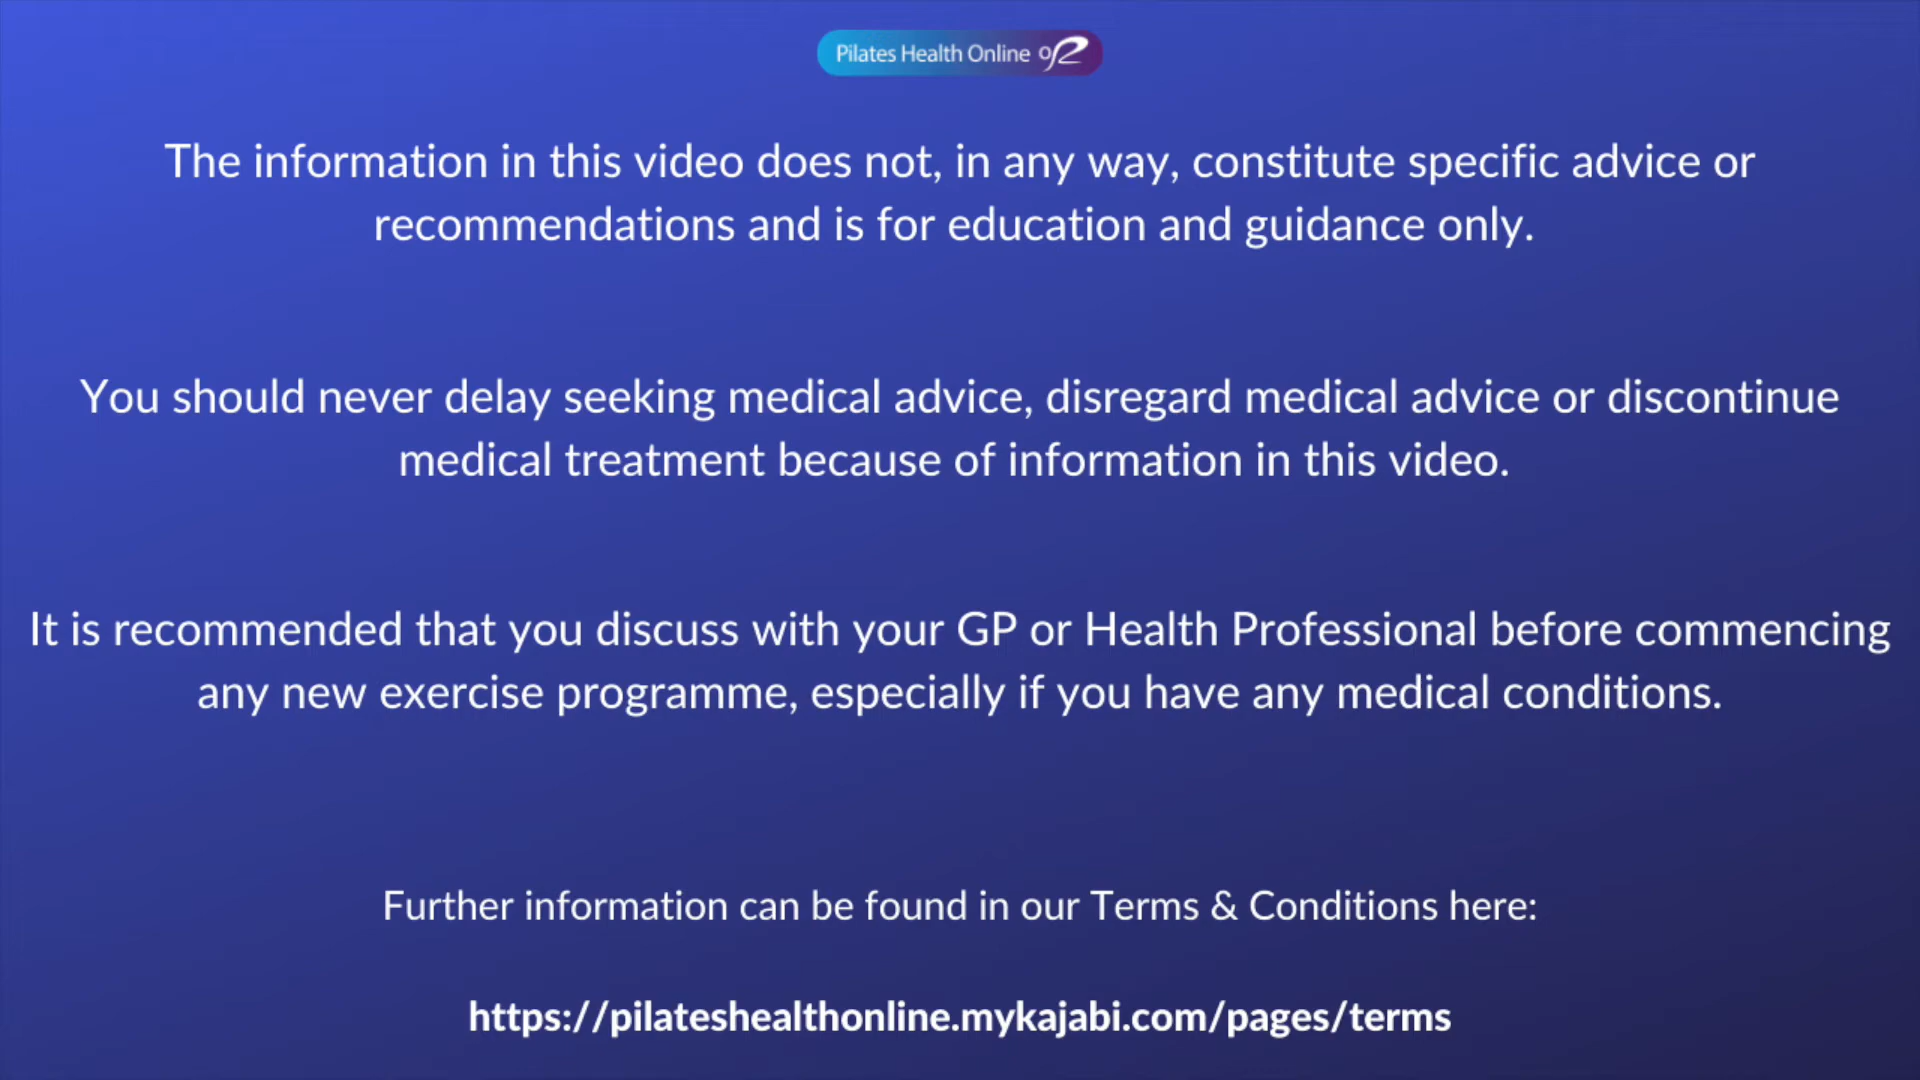 Pilates Health Online
The information in this video does not, in any way, constitute specific advice or
recommendations and is for education and guidance only.
You should never delay seeking medical advice, disregard medical advice or discontinue
medical treatment because of information in this video.
It is recommended that you discuss with your GP or Health Professional before commencing
any new exercise programme, especially if you have any medical conditions.
Further information can be found in our Terms & Conditions here:
https://pilateshealthonline.mykajabi.com/pages/terms